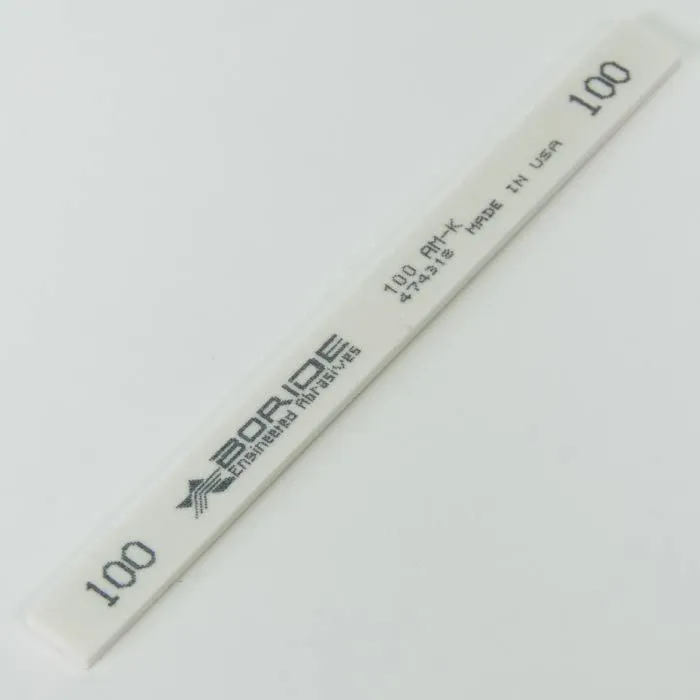 100
BORIDE
Engineered Abrasives
100 AM-K
474318 MADE IN USA
100